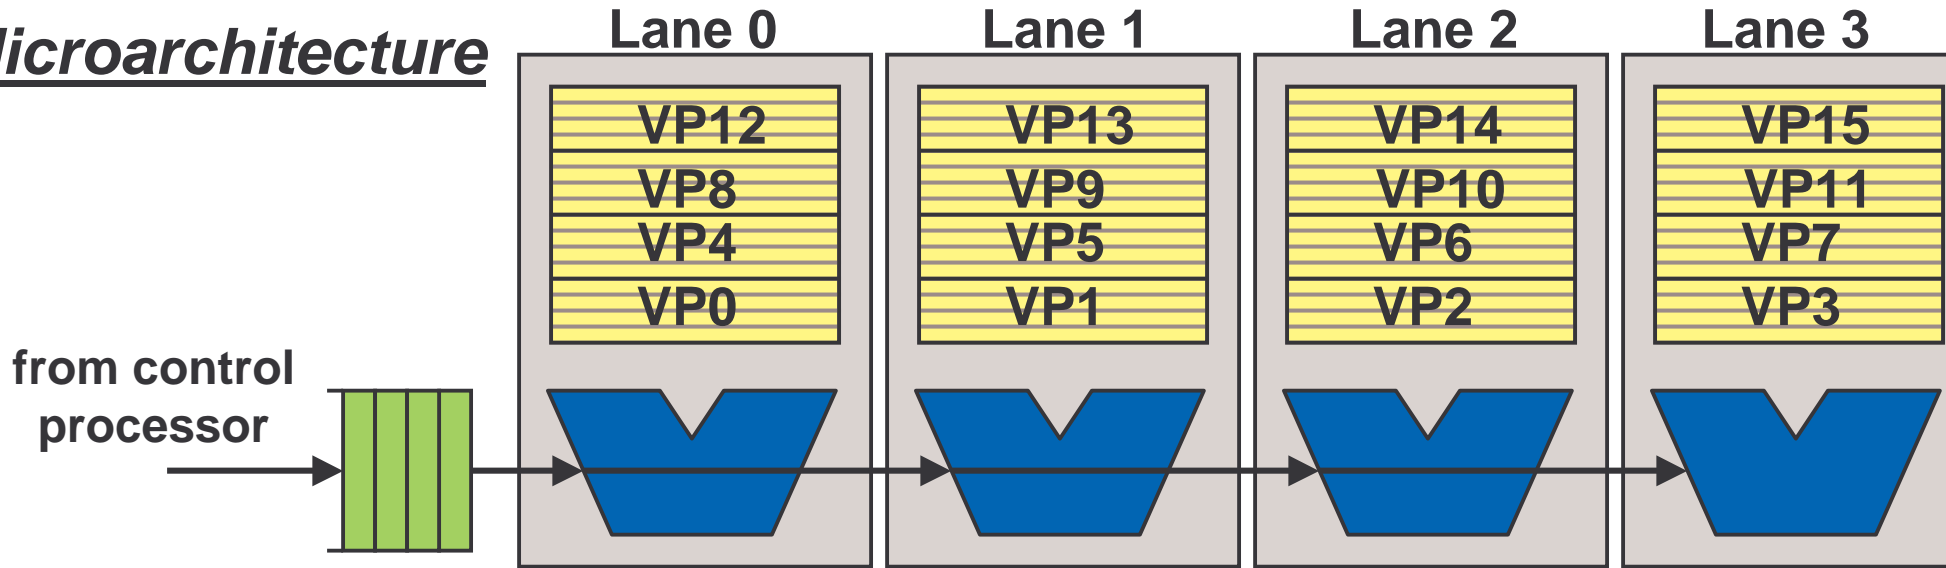 icroarchitecture
Lane 0 Lane 1 Lane 2 Lane 3
VP12 VP13 VP14 VP15
VP8 VP9 VP10 VP11
VP4 VP5 VP6 VP7
VP0 VP1 VP2 VP3
from control
processor